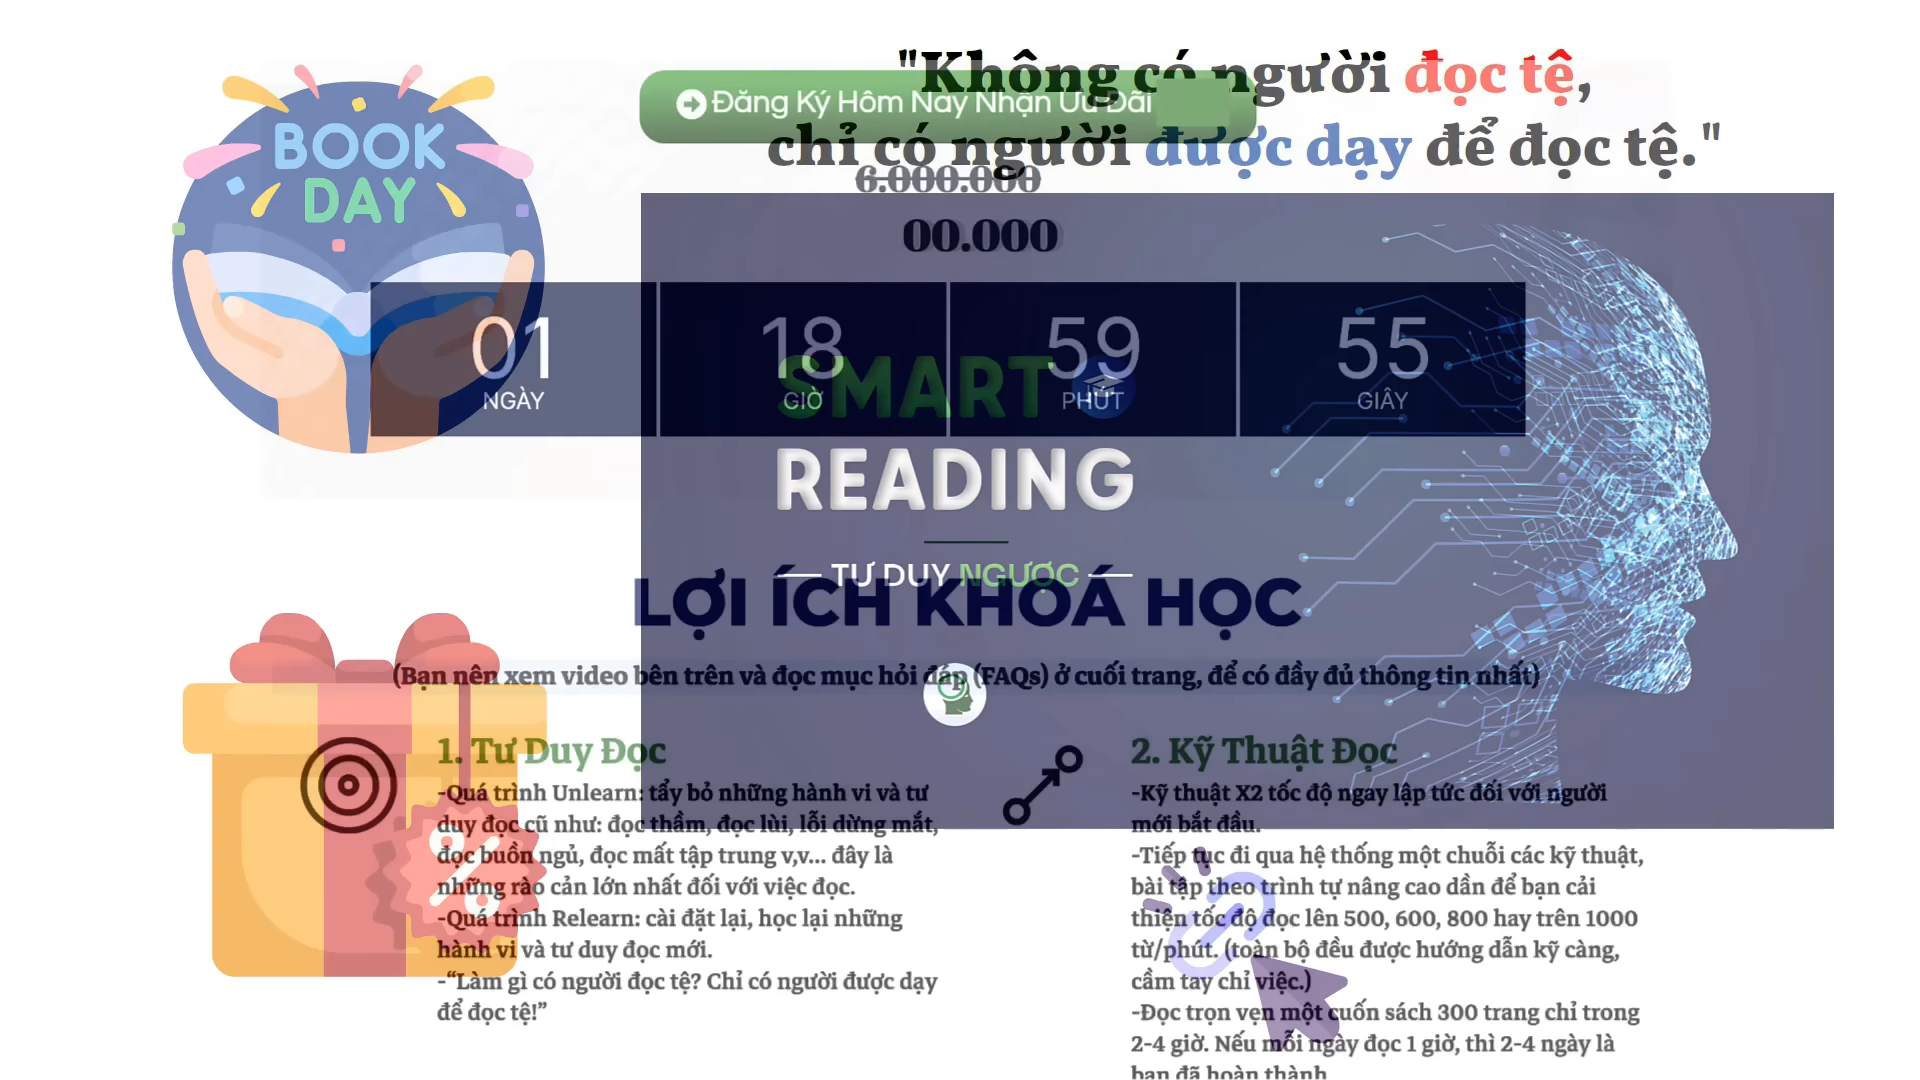 "Không có người đọc tệ,
chỉ có người được dạy để đọc tệ."
BOOK
DAY
Đăng Ký Hôm Nay Nhận Ưu Đãi
6.000.000
00.000
01
NGÀY
18
GIỜ
59
PHÚT
55
GIÂY
SMART
READING
TƯ DUY NGƯỢC
LỢI ÍCH KHOÁ HỌC
(Bạn nên xem video bên trên và đọc mục hỏi đáp (FAQs) ở cuối trang, để có đầy đủ thông tin nhất)
1. Tư Duy Đọc
-Quá trình Unlearn: tẩy bỏ những hành vi và tư
duy đọc cũ như: đọc thầm, đọc lùi, lỗi dừng mắt,
đọc buồn ngủ, đọc mất tập trung v,v... đây là
những rào cản lớn nhất đối với việc đọc.
-Quá trình Relearn: cài đặt lại, học lại những
hành vi và tư duy đọc mới.
-“Làm gì có người đọc tệ? Chỉ có người được dạy
để đọc tệ!”
%
2. Kỹ Thuật Đọc
-Kỹ thuật X2 tốc độ ngay lập tức đối với người
mới bắt đầu.
-Tiếp tục đi qua hệ thống một chuỗi các kỹ thuật,
bài tập theo trình tự nâng cao dần để bạn cải
thiện tốc độ đọc lên 500, 600, 800 hay trên 1000
từ/phút. (toàn bộ đều được hướng dẫn kỹ càng,
cầm tay chỉ việc.)
-Đọc trọn vẹn một cuốn sách 300 trang chỉ trong
2-4 giờ. Nếu mỗi ngày đọc 1 giờ, thì 2-4 ngày là
bạn đã hoàn thành